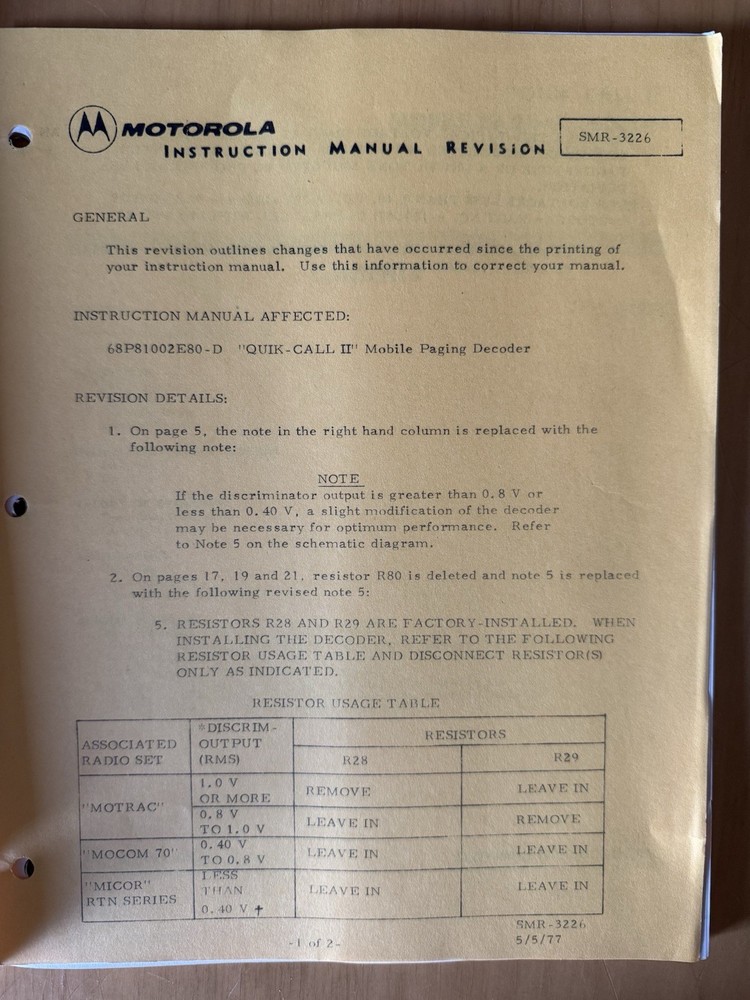 MOTOROLA
INSTRUCTION MANUAL REVISION
SMR-3226
GENERAL
This revision outlines changes that have occurred since the printing of
your instruction manual. Use this information to correct your manual.
INSTRUCTION MANUAL AFFECTED:
68P81002E80-D "QUIK-CALL II" Mobile Paging Decoder
REVISION DETAILS:
1. On page 5, the note in the right hand column is replaced with the
following note:
NOTE
If the discriminator output is greater than 0.8 V or
less than 0.40 V, a slight modification of the decoder
may be necessary for optimum performance. Refer
to Note 5 on the schematic diagram.
2. On pages 17, 19 and 21, resistor R80 is deleted and note 5 is replaced
with the following revised note 5:
5. RESISTORS R28 AND R29 ARE FACTORY-INSTALLED. WHEN
INSTALLING THE DECODER, REFER TO THE FOLLOWING
RESISTOR USAGE TABLE AND DISCONNECT RESISTOR(S)
ONLY AS INDICATED.
RESISTOR USAGE TABLE
ASSOCIATED
RADIO SET
*DISCRIM-
OUTPUT
(RMS)
RESISTORS
R28
R29
"MOTRAC"
1.0 V
OR MORE
REMOVE
LEAVE IN
0.8 V
TO 1.0 V
LEAVE IN
REMOVE
"MOCOM 70"
0.40 V
TO 0.8 V
LEAVE IN
LEAVE IN
"MICOR"
RTN SERIES
LESS
THAN
0.40 V †
LEAVE IN
LEAVE IN
-1 of 2-
SMR-3226
5/5/77